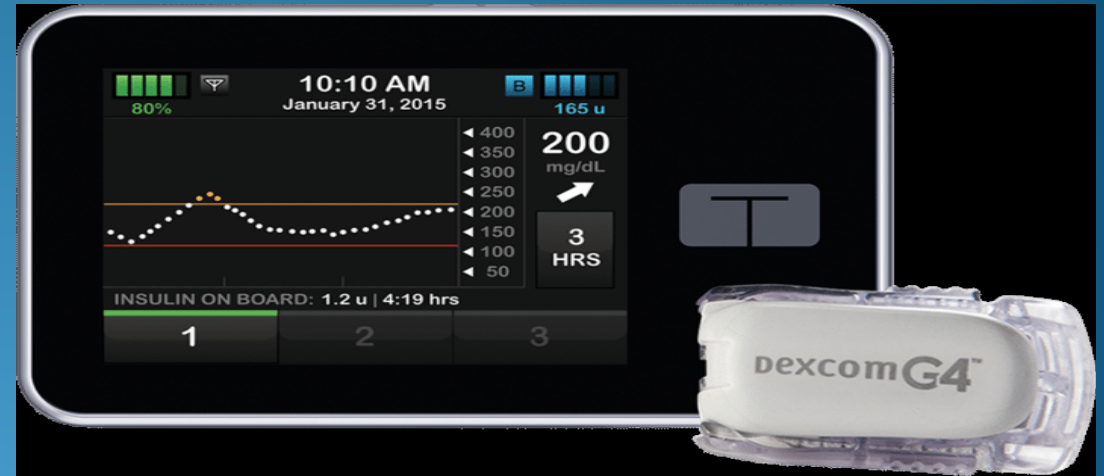 10:10 AM
January 31, 2015
80%
B
165 u
400
350
300
250
200
150
100
50
200
mg/dL
3
HRS
INSULIN ON BOARD: 1.2 u | 4:19 hrs
1
2
3
T
Dexcom G4™